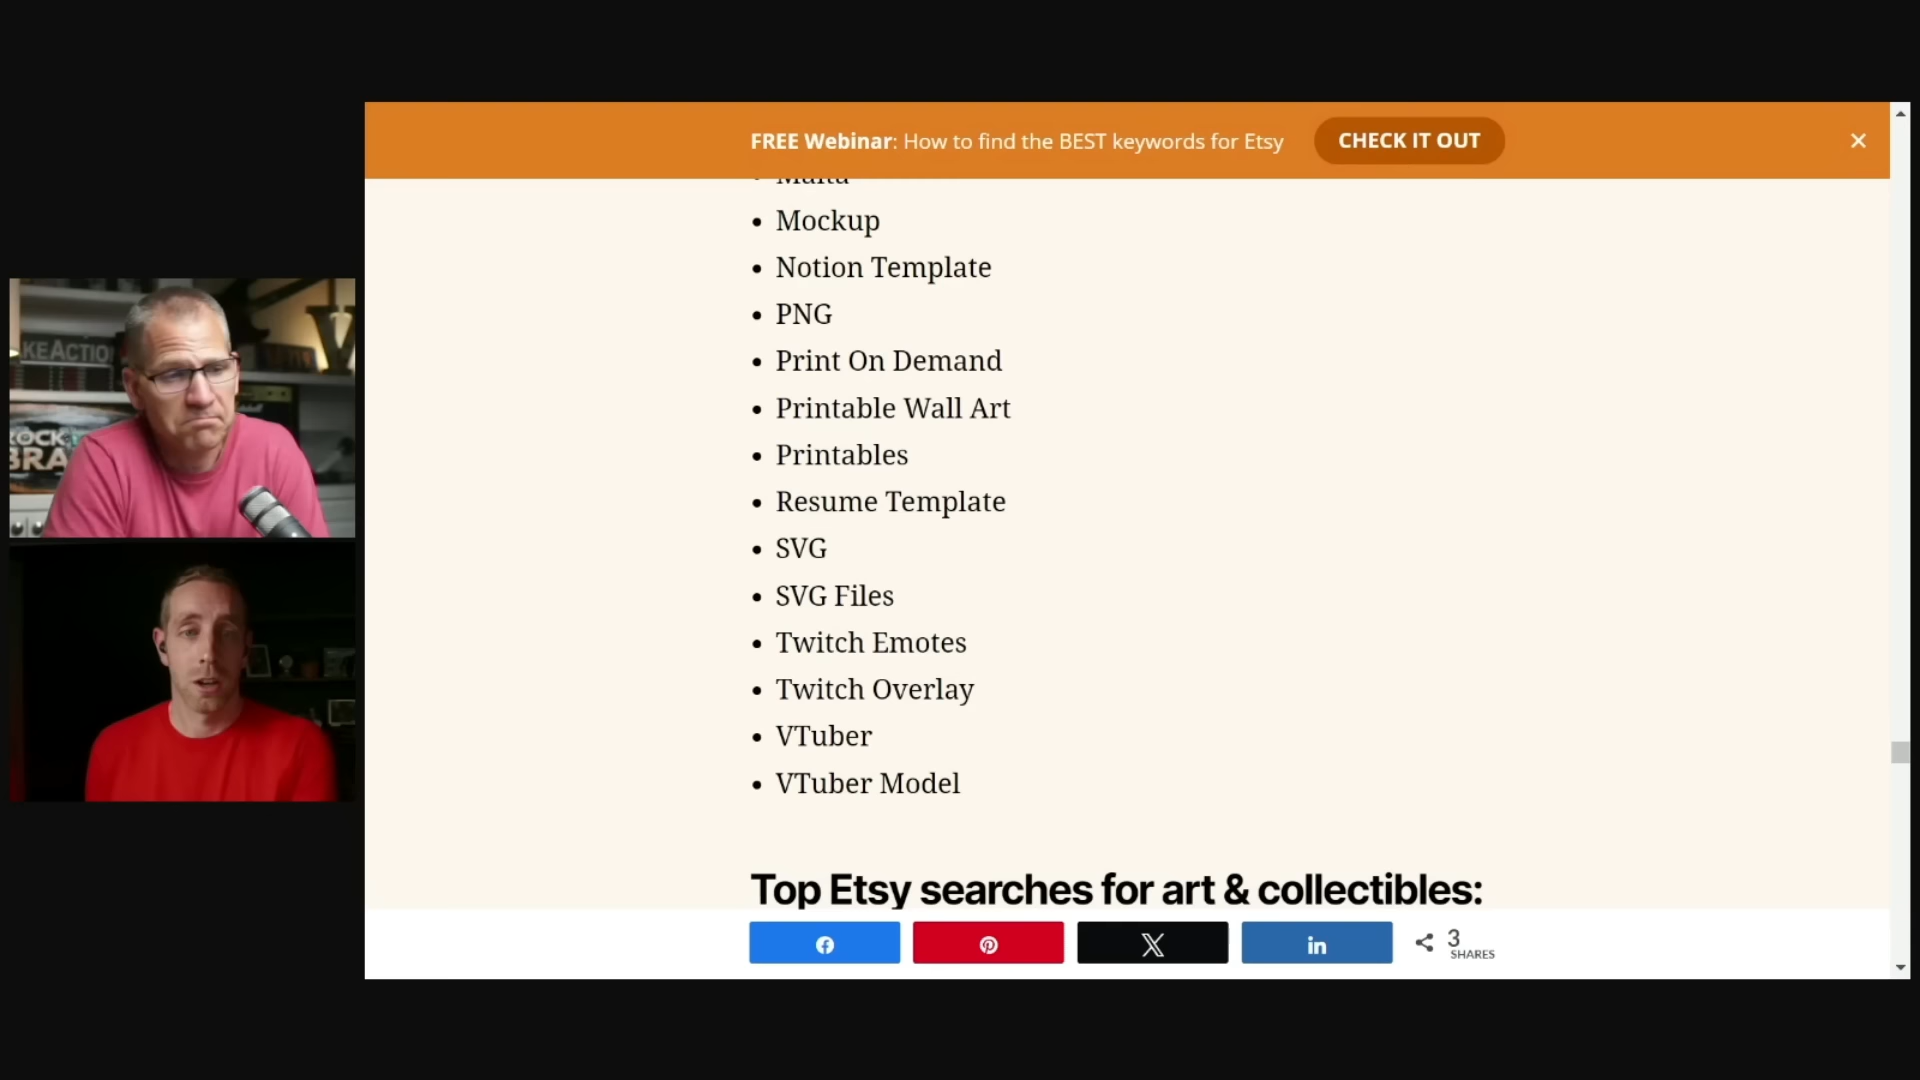 FREE Webinar: How to find the BEST keywords for Etsy
CHECK IT OUT
• Mockup
• Notion Template
• PNG
• Print On Demand
• Printable Wall Art
• Printables
• Resume Template
• SVG
• SVG Files
• Twitch Emotes
• Twitch Overlay
• VTuber
• VTuber Model
Top Etsy searches for art & collectibles:
3
SHARES
KEACTIO